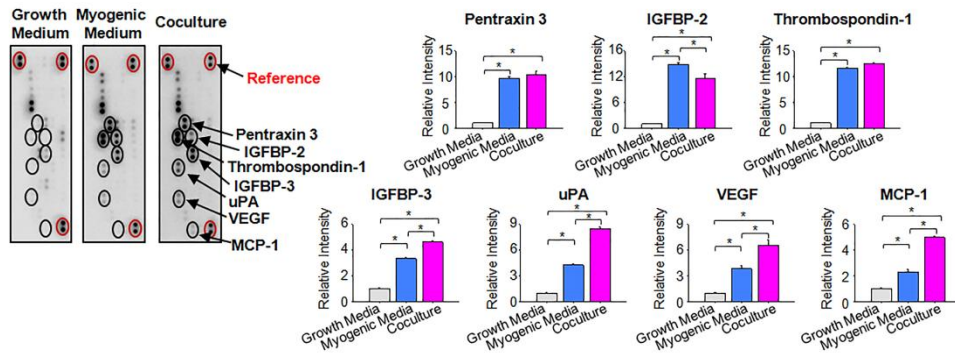 Growth Medium
Myogenic Medium
Coculture
Reference
Pentraxin 3
IGFBP-2
Thrombospondin-1
IGFBP-3
uPA
VEGF
MCP-1
Pentraxin 3
Relative Intensity
15
10
5
0
*
*
Growth Media
Myogenic Media
Coculture
IGFBP-2
Relative Intensity
18
12
6
0
*
*
*
Growth Media
Myogenic Media
Coculture
Thrombospondin-1
Relative Intensity
15
10
5
0
*
*
Growth Media
Myogenic Media
Coculture
IGFBP-3
Relative Intensity
6
4
2
0
*
*
*
Growth Media
Myogenic Media
Coculture
uPA
Relative Intensity
9
6
3
0
*
*
*
Growth Media
Myogenic Media
Coculture
VEGF
Relative Intensity
9
6
3
0
*
*
*
Growth Media
Myogenic Media
Coculture
MCP-1
Relative Intensity
6
4
2
0
*
*
*
Growth Media
Myogenic Media
Coculture